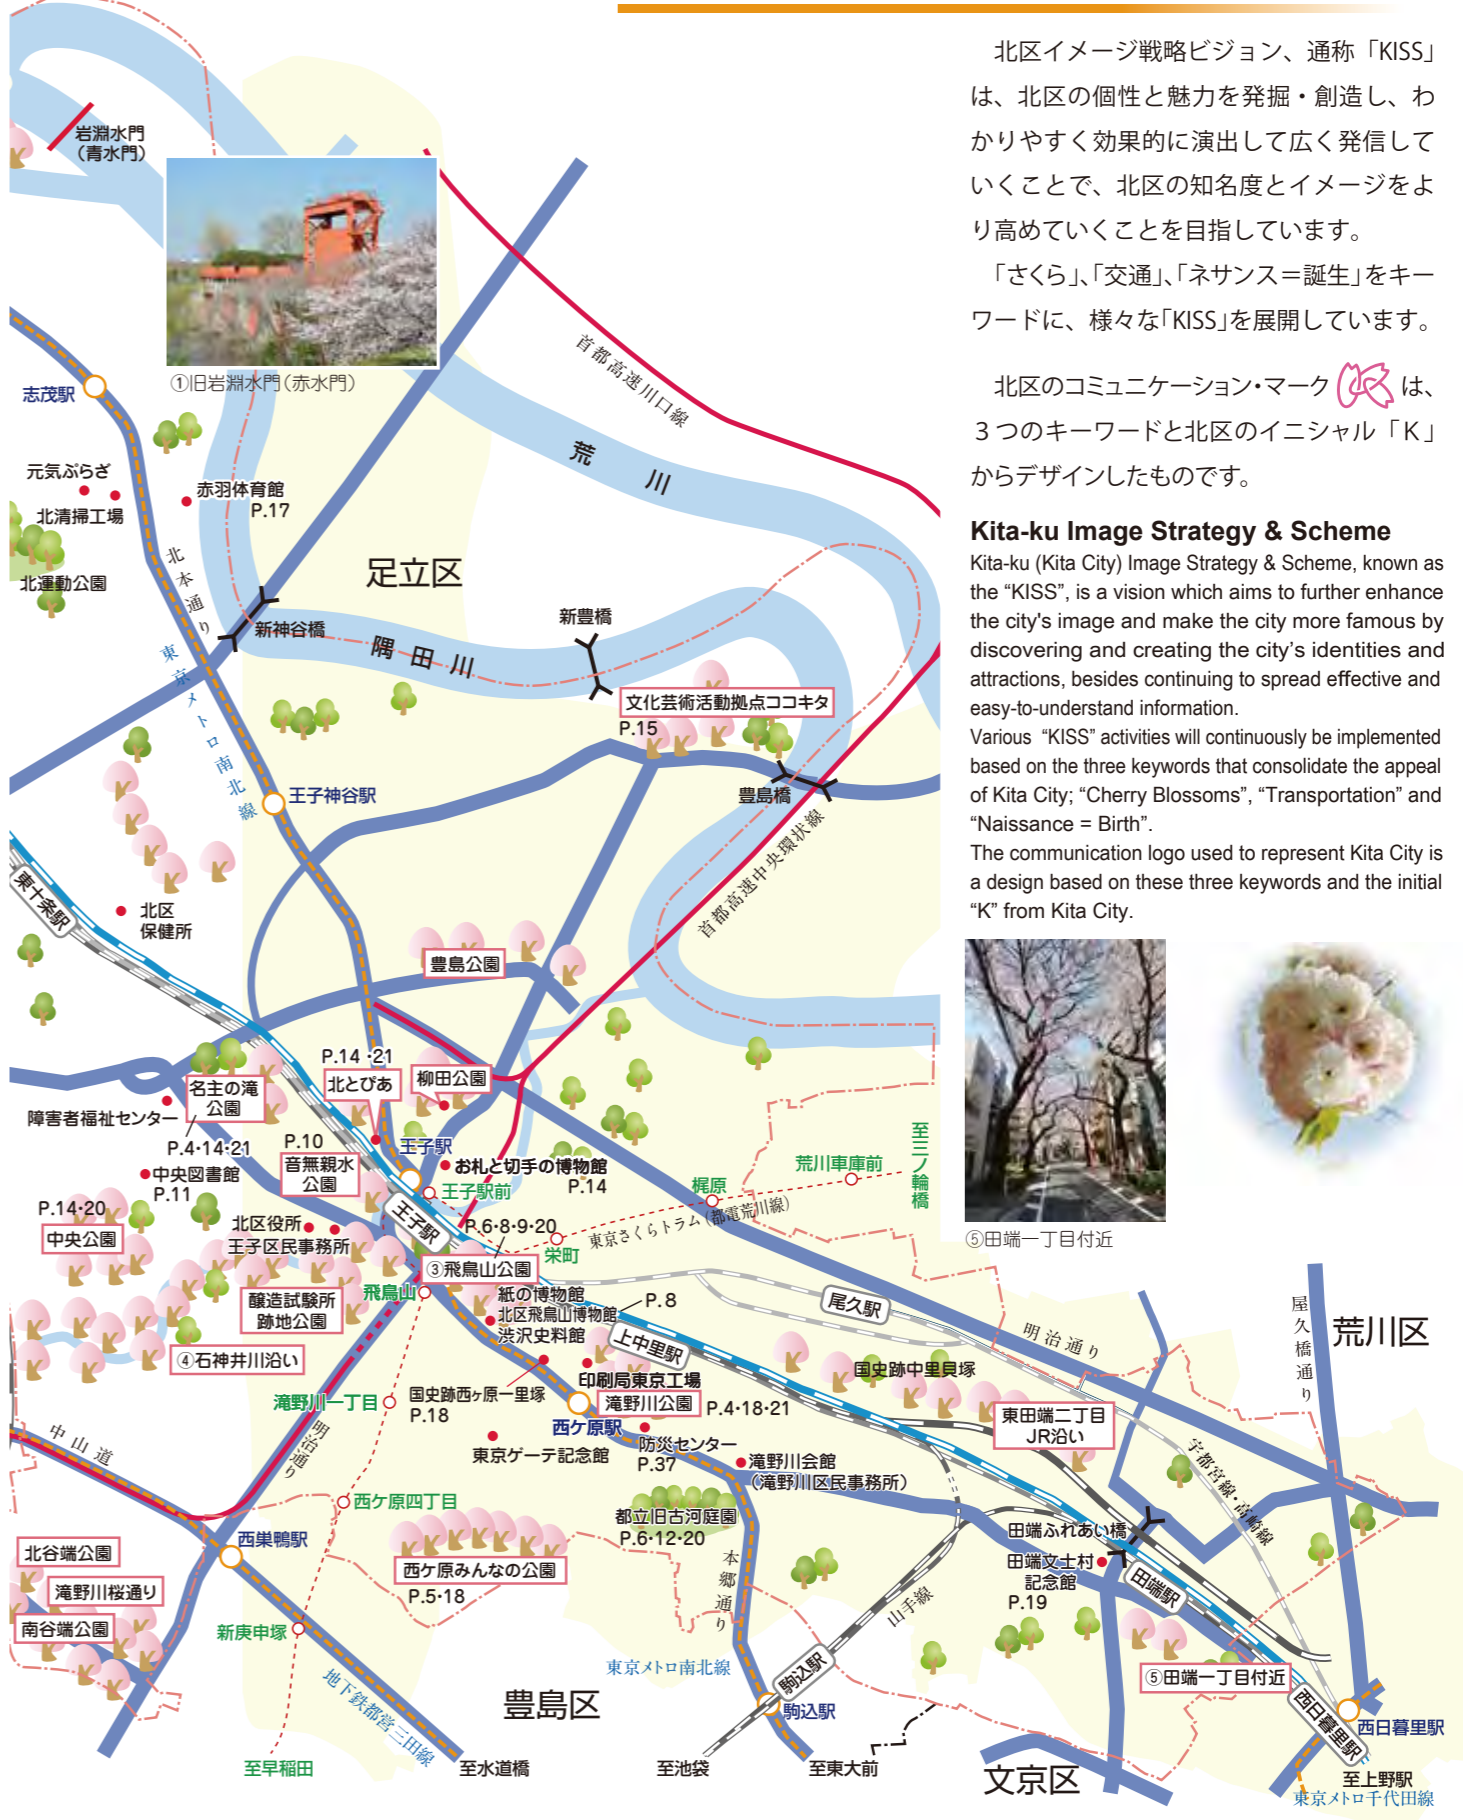 北区イメージ戦略ビジョン、通称「KISS」
は、北区の個性と魅力を発掘・創造し、わ
かりやすく効果的に演出して広く発信して
いくことで、北区の知名度とイメージをよ
り高めていくことを目指しています。
「さくら」、「交通」、「ネサンス＝誕生」をキー
ワードに、様々な「KISS」を展開しています。
北区のコミュニケーション・マーク は、
３つのキーワードと北区のイニシャル「K」
からデザインしたものです。
Kita-ku Image Strategy & Scheme
Kita-ku (Kita City) Image Strategy & Scheme, known as
the “KISS”, is a vision which aims to further enhance
the city's image and make the city more famous by
discovering and creating the city’s identities and
attractions, besides continuing to spread effective and
easy-to-understand information.
Various “KISS” activities will continuously be implemented
based on the three keywords that consolidate the appeal
of Kita City; “Cherry Blossoms”, “Transportation” and
“Naissance = Birth”.
The communication logo used to represent Kita City is
a design based on these three keywords and the initial
“K” from Kita City.
⑤田端一丁目付近
岩淵水門
（青水門）
①旧岩淵水門（赤水門）
志茂駅
首都高速川口線
荒川
元気ぷらざ
北清掃工場
赤羽体育館
P.17
北運動公園
北本通り
足立区
新神谷橋
隅田川
新豊橋
東京メトロ南北線
文化芸術活動拠点ココキタ
P.15
王子神谷駅
豊島橋
首都高速中央環状線
東十条駅
北区
保健所
豊島公園
P.14・21
北とぴあ
柳田公園
名主の滝
公園
障害者福祉センター
P.4・14・21
P.10
音無親水
公園
王子駅
お札と切手の博物館
P.14
王子駅前
中央図書館
P.11
P.14・20
中央公園
北区役所
王子区民事務所
王子駅
P.6・8・9・20
栄町
梶原
荒川車庫前
至三ノ輪橋
東京さくらトラム（都電荒川線）
③飛鳥山公園
飛鳥山
醸造試験所
跡地公園
④石神井川沿い
紙の博物館
北区飛鳥山博物館
渋沢史料館
P.8
上中里駅
尾久駅
明治通り
尾久橋通り
荒川区
国史跡中里貝塚
国史跡西ヶ原一里塚
P.18
印刷局東京工場
滝野川公園
P.4・18・21
西ケ原駅
滝野川一丁目
明治通り
東京ゲーテ記念館
防災センター
P.37
滝野川会館
（滝野川区民事務所）
東田端二丁目
JR沿い
宇都宮線・高崎線
中山道
西ケ原四丁目
都立旧古河庭園
P.6・12・20
本郷通り
西巣鴨駅
西ケ原みんなの公園
P.5・18
北谷端公園
滝野川桜通り
南谷端公園
新庚申塚
地下鉄都営三田線
田端ふれあい橋
田端文士村
記念館
P.19
田端駅
山手線
駒込駅
東京メトロ南北線
駒込駅
⑤田端一丁目付近
西日暮里駅
西日暮里駅
豊島区
文京区
至早稲田
至水道橋
至池袋
至東大前
至上野駅
東京メトロ千代田線